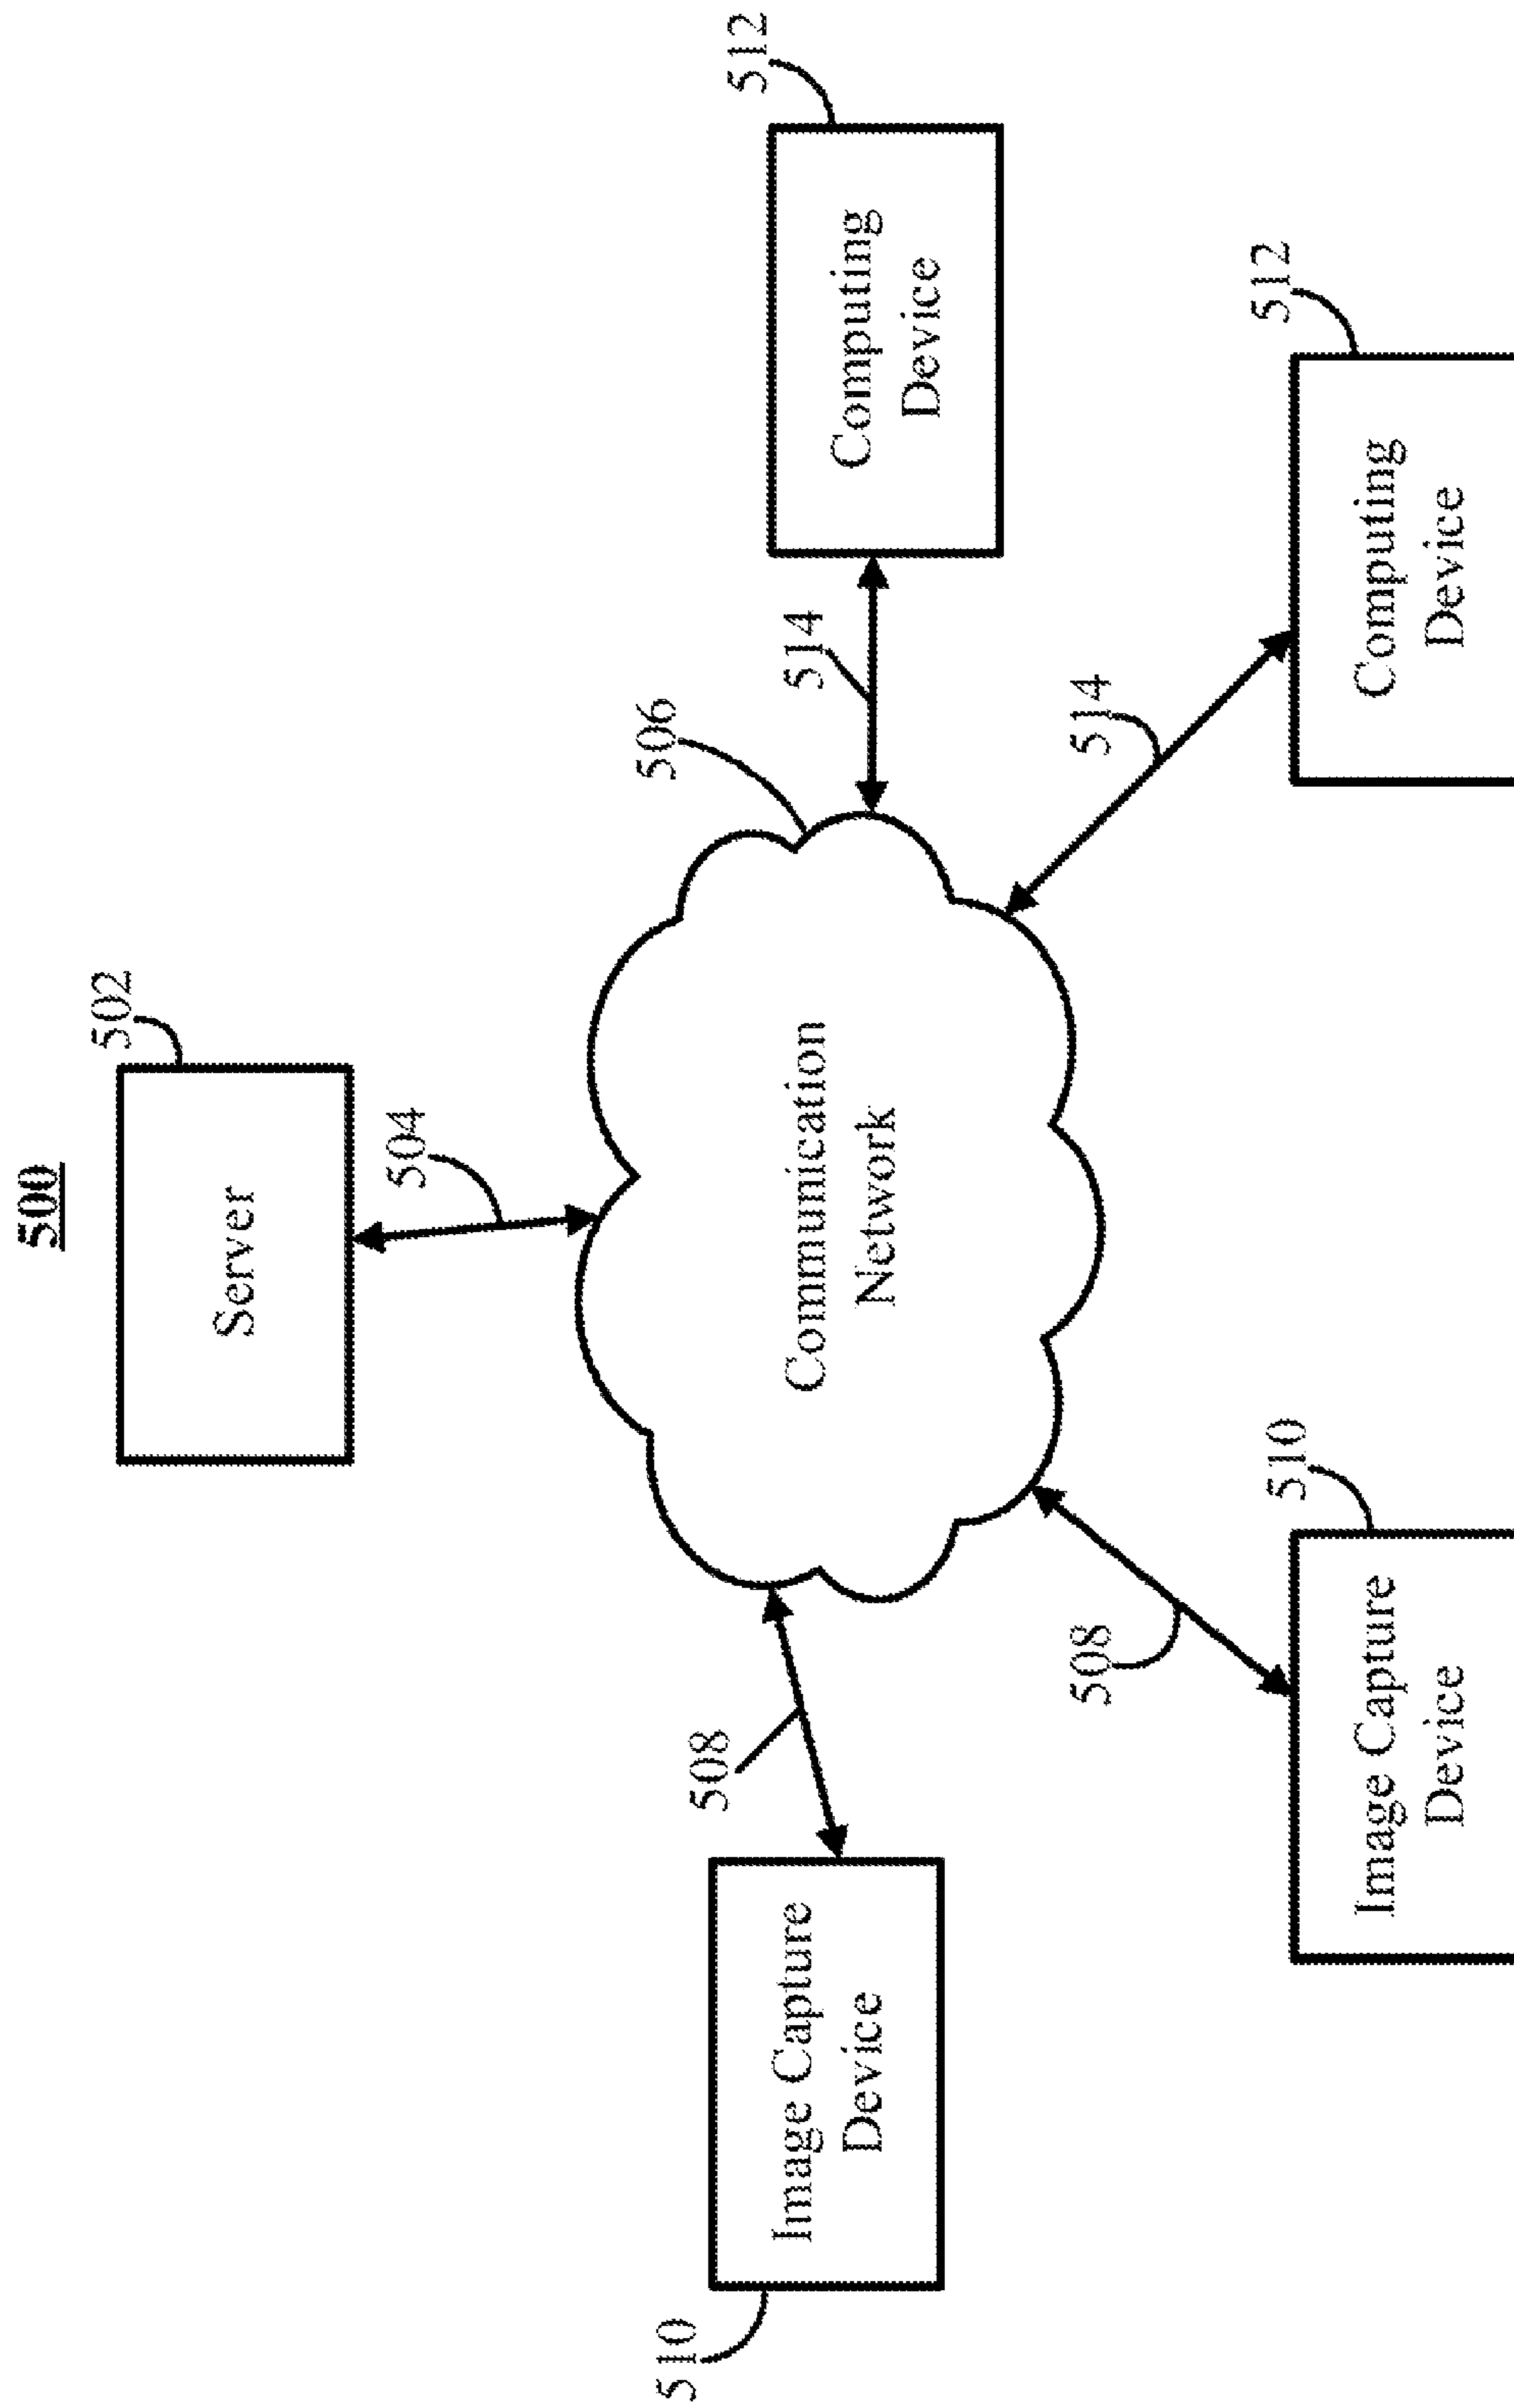 500
502
Server
504
506
Communication
Network
508
514
510
Image Capture
Device
512
Computing
Device
508
514
510
Image Capture
Device
512
Computing
Device